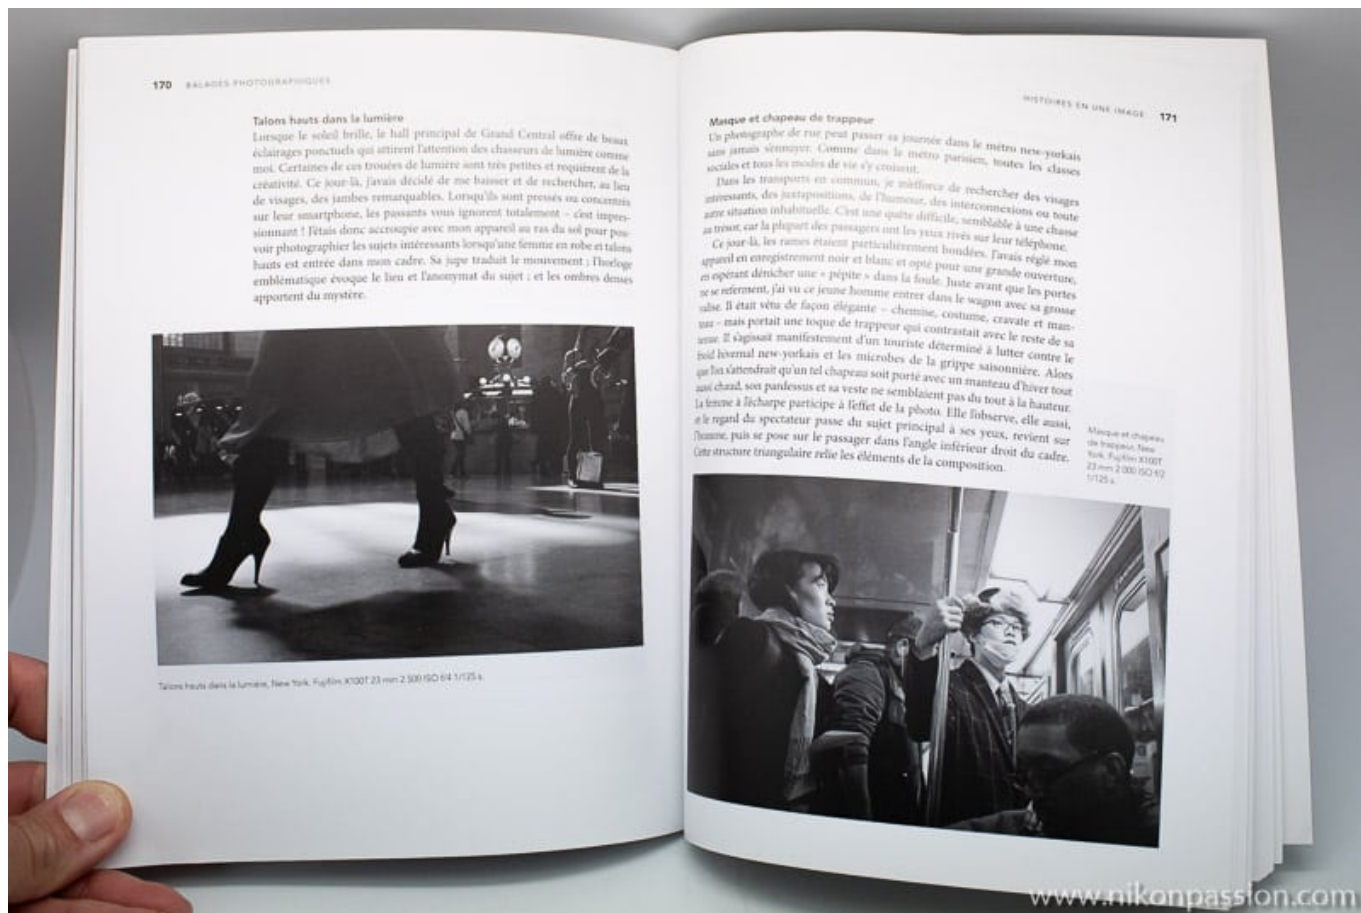 170 BALADES PHOTOGRAPHIQUES
Talons hauts dans la lumière
Lorsque le soleil brille, le hall principal de Grand Central offre de beaux
éclairages ponctuels qui attirent l'attention des chasseurs de lumière comme
moi. Certaines de ces trouées de lumière sont très petites et requièrent de la
créativité. Ce jour-là, j'avais décidé de me baisser et de rechercher, au lieu
de visages, des jambes remarquables. Lorsqu'ils sont pressés ou concentrés
sur leur smartphone, les passants vous ignorent totalement – c'est impres-
sionnant ! J'étais donc accroupie avec mon appareil au ras du sol pour pou-
voir photographier les sujets intéressants lorsqu'une femme en robe et talons
hauts est entrée dans mon cadre. Sa jupe traduit le mouvement ; l'horloge
emblématique évoque le lieu et l'anonymat du sujet ; et les ombres denses
apportent du mystère.
Talons hauts dans la lumière, New York. Fujifilm X100T 23 mm 2 500 ISO f/4 1/125 s.
HISTOIRES EN UNE IMAGE 171
Masque et chapeau de trappeur
Un photographe de rue peut passer sa journée dans le métro new-yorkais
sans jamais s'ennuyer. Comme dans le métro parisien, toutes les classes
sociales et tous les modes de vie s'y croisent.
Dans les transports en commun, je m'efforce de rechercher des visages
intéressants, des juxtapositions, de l'humour, des interconnexions ou toute
autre situation inhabituelle. C'est une quête difficile, semblable à une chasse
au trésor, car la plupart des passagers ont les yeux rivés sur leur téléphone.
Ce jour-là, les rames étaient particulièrement bondées. J'avais réglé mon
appareil en enregistrement noir et blanc et opté pour une grande ouverture,
en espérant dénicher une « pépite » dans la foule. Juste avant que les portes
ne se referment, j'ai vu ce jeune homme entrer dans le wagon avec sa grosse
valise. Il était vêtu de façon élégante – chemise, costume, cravate et man-
teau – mais portait une toque de trappeur qui contrastait avec le reste de sa
tenue. Il s'agissait manifestement d'un touriste déterminé à lutter contre le
froid hivernal new-yorkais et les microbes de la grippe saisonnière. Alors
que l'on s'attendrait qu'un tel chapeau soit porté avec un manteau d'hiver tout
aussi chaud, son pardessus et sa veste ne semblaient pas du tout à la hauteur.
La femme à l'écharpe participe à l'effet de la photo. Elle l'observe, elle aussi,
et le regard du spectateur passe du sujet principal à ses yeux, revient sur
l'homme, puis se pose sur le passager dans l'angle inférieur droit du cadre.
Cette structure triangulaire relie les éléments de la composition.
Masque et chapeau
de trappeur, New
York. Fujifilm X100T
23 mm 2 000 ISO f/2
1/125 s.
www.nikonpassion.com